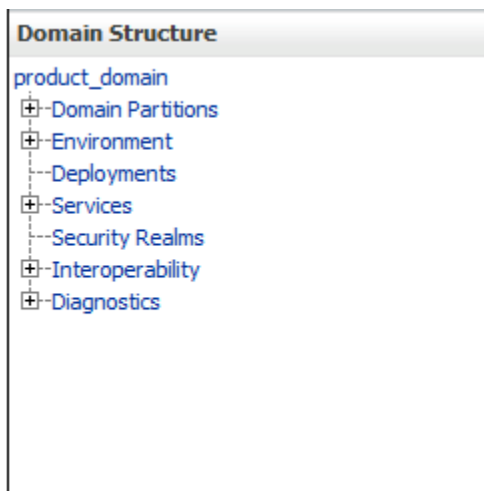 Domain Structure
product_domain
Domain Partitions
Environment
Deployments
Services
Security Realms
Interoperability
Diagnostics